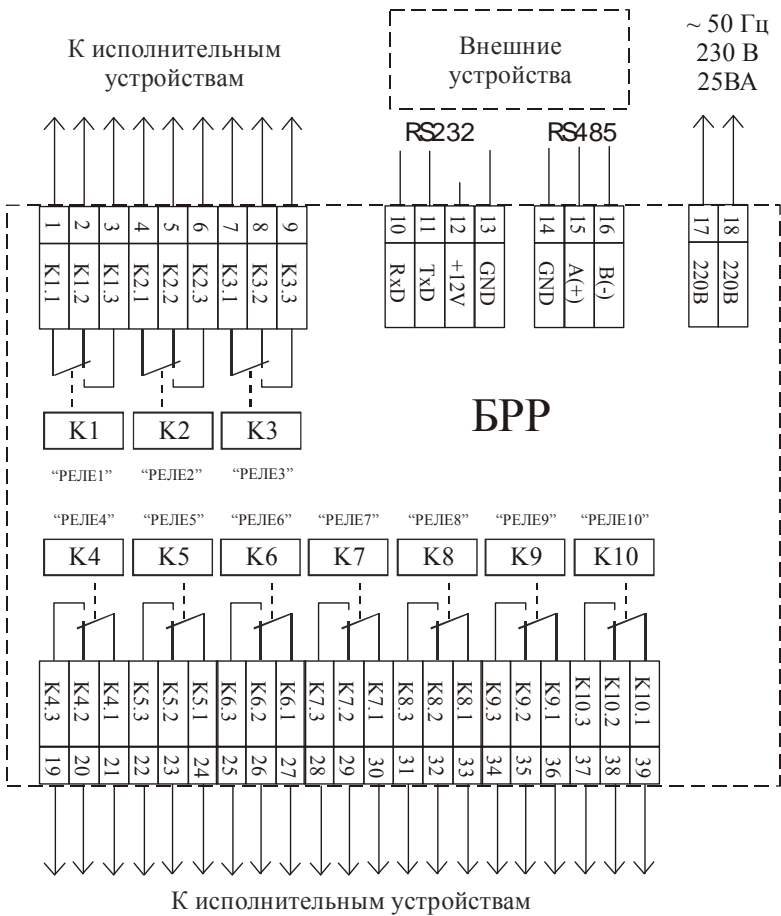 К исполнительным
устройствам
Внешние
устройства
~ 50 Гц
230 В
25ВА
RS232
RS485
1 2 3 4 5 6 7 8 9
10 11 12 13
14 15 16
17 18
K1.1 K1.2 K1.3 K2.1 K2.2 K2.3 K3.1 K3.2 K3.3
RxD TxD +12V GND
GND A(+) B(-)
220В 220В
K1 K2 K3
БРР
“РЕЛЕ1” “РЕЛЕ2” “РЕЛЕ3”
“РЕЛЕ4” “РЕЛЕ5” “РЕЛЕ6” “РЕЛЕ7” “РЕЛЕ8” “РЕЛЕ9” “РЕЛЕ10”
K4 K5 K6 K7 K8 K9 K10
K4.3 K4.2 K4.1 K5.3 K5.2 K5.1 K6.3 K6.2 K6.1 K7.3 K7.2 K7.1 K8.3 K8.2 K8.1 K9.3 K9.2 K9.1 K10.3 K10.2 K10.1
19 20 21 22 23 24 25 26 27 28 29 30 31 32 33 34 35 36 37 38 39
К исполнительным устройствам